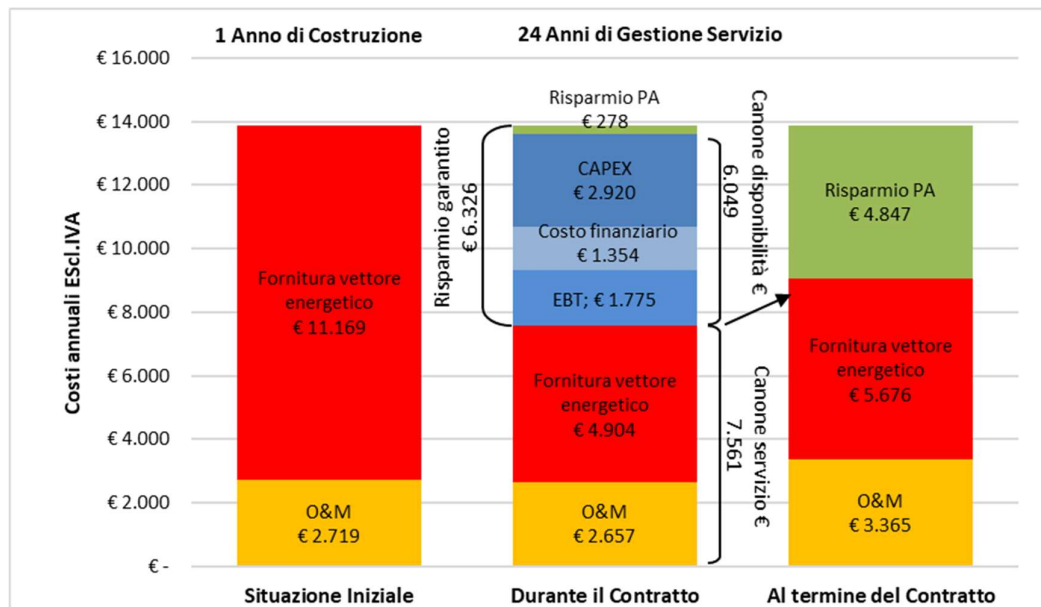 1 Anno di Costruzione
24 Anni di Gestione Servizio
Costi annuali EScl.IVA
€ 16.000
€ 14.000
€ 12.000
€ 10.000
€ 8.000
€ 6.000
€ 4.000
€ 2.000
€ -
Fornitura vettore
energetico
€ 11.169
O&M
€ 2.719
Risparmio garantito
€ 6.326
Risparmio PA
€ 278
CAPEX
€ 2.920
Costo finanziario
€ 1.354
EBT; € 1.775
Fornitura vettore
energetico
€ 4.904
O&M
€ 2.657
Canone disponibilità €
6.049
Canone servizio €
7.561
Risparmio PA
€ 4.847
Fornitura vettore
energetico
€ 5.676
O&M
€ 3.365
Situazione Iniziale
Durante il Contratto
Al termine del Contratto